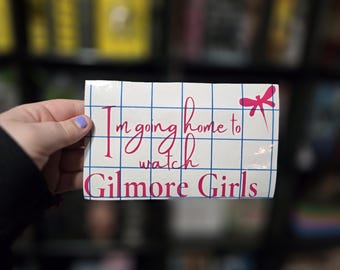 I'm going home to
watch
Gilmore Girls